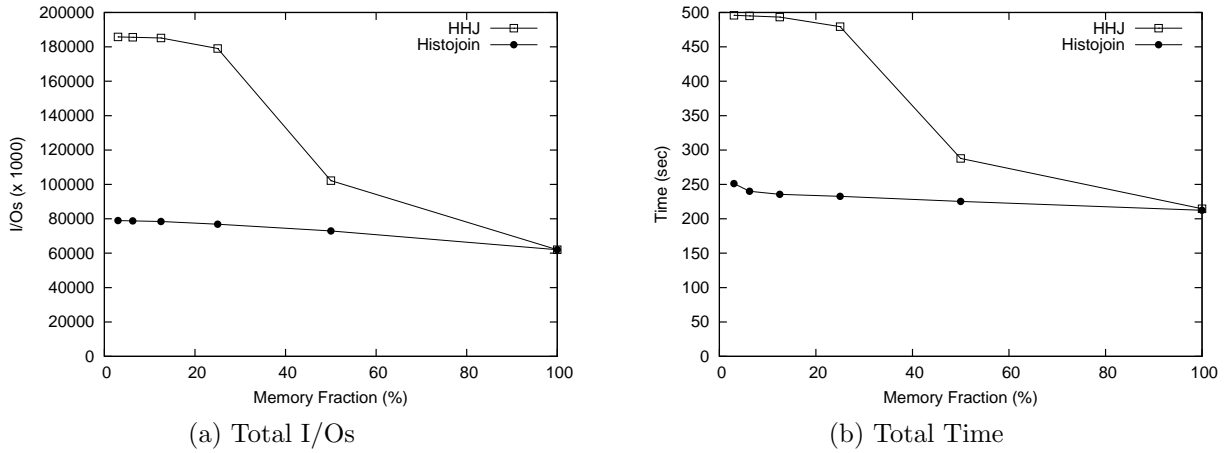 200000
180000
160000
140000
120000
100000
80000
60000
40000
20000
0
I/Os (x 1000)
0 20 40 60 80 100
Memory Fraction (%)
HHJ
Histojoin
(a) Total I/Os
500
450
400
350
300
250
200
150
100
50
0
Time (sec)
0 20 40 60 80 100
Memory Fraction (%)
HHJ
Histojoin
(b) Total Time